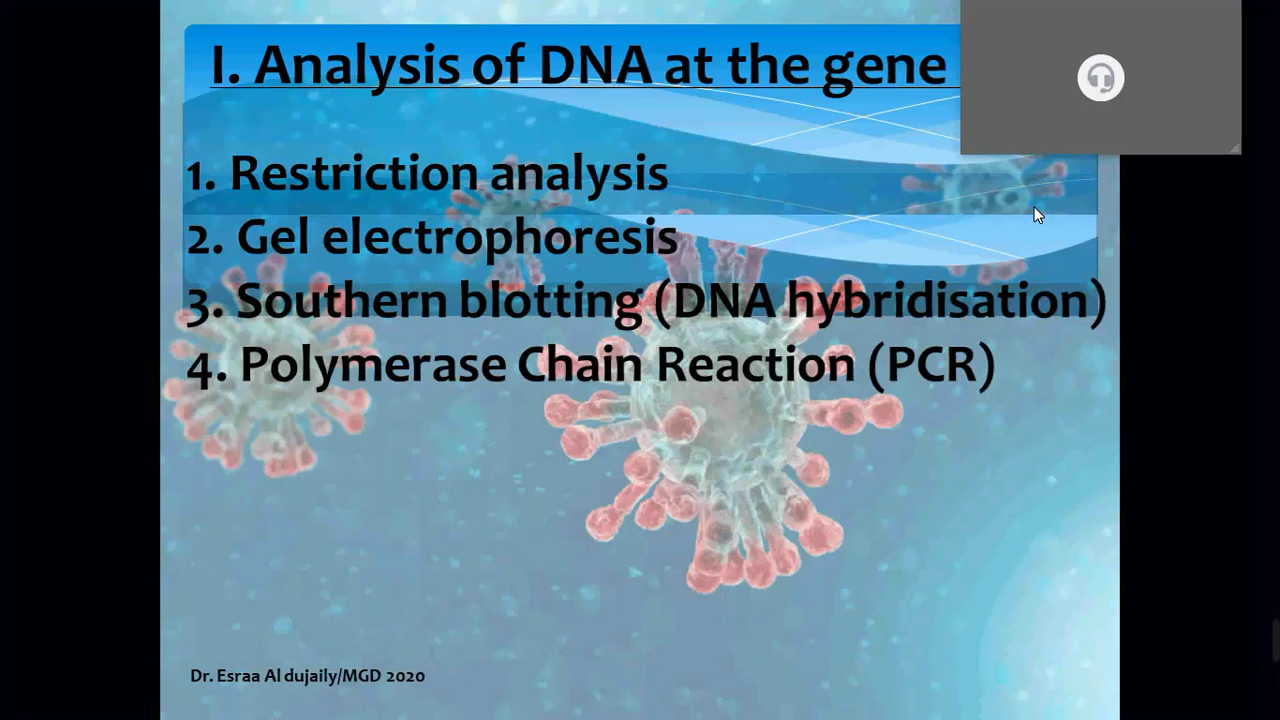 I. Analysis of DNA at the gene
1. Restriction analysis
2. Gel electrophoresis
3. Southern blotting (DNA hybridisation)
4. Polymerase Chain Reaction (PCR)
Dr. Esraa Al dujaily/MGD 2020